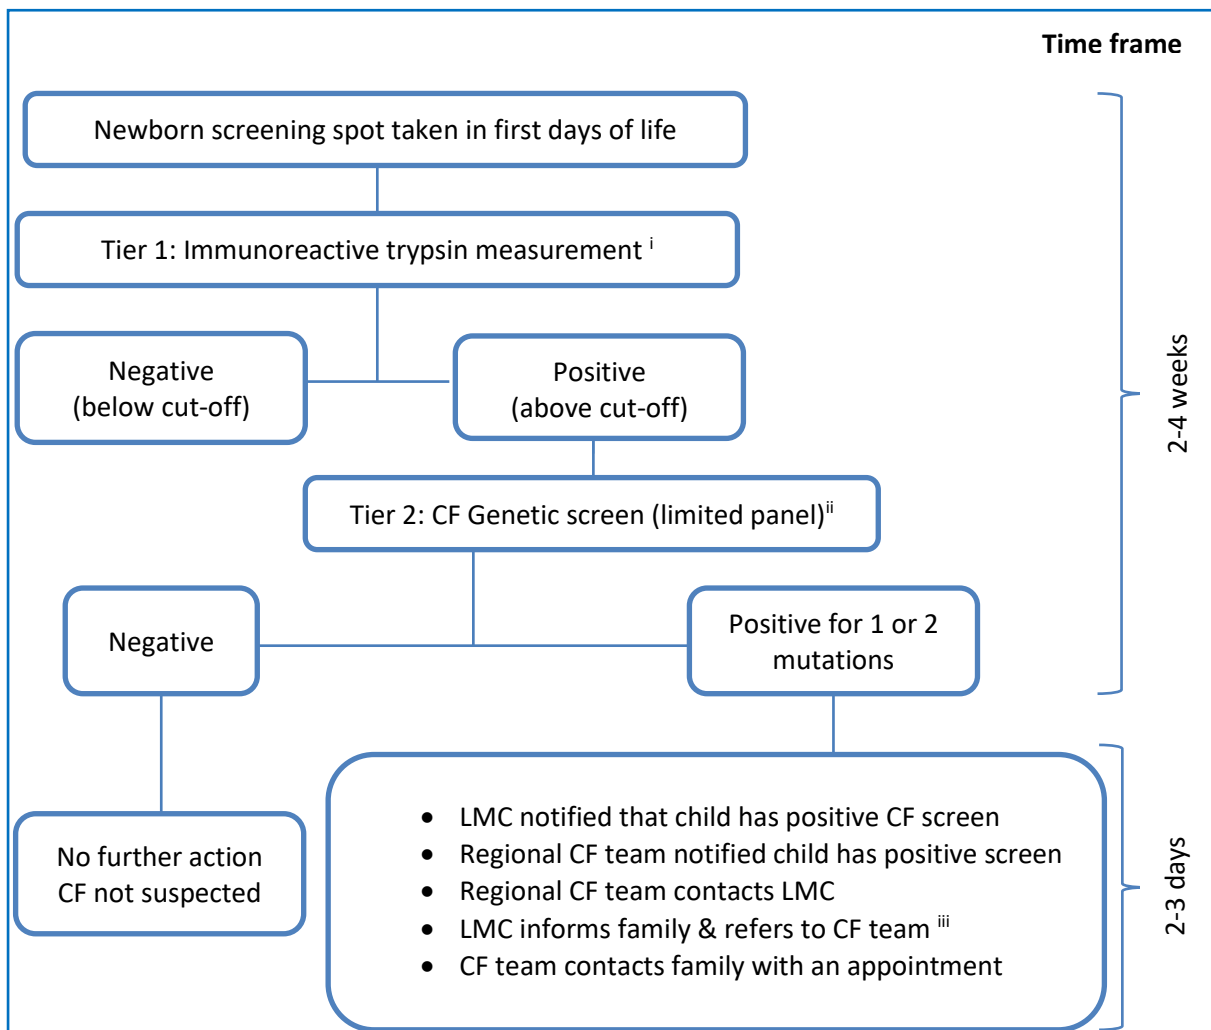 Time frame
Newborn screening spot taken in first days of life
Tier 1: Immunoreactive trypsin measurement i
Negative
(below cut-off)
Positive
(above cut-off)
2-4 weeks
Tier 2: CF Genetic screen (limited panel)ii
Negative
Positive for 1 or 2
mutations
No further action
CF not suspected
• LMC notified that child has positive CF screen
• Regional CF team notified child has positive screen
• Regional CF team contacts LMC
• LMC informs family & refers to CF team iii
• CF team contacts family with an appointment
2-3 days